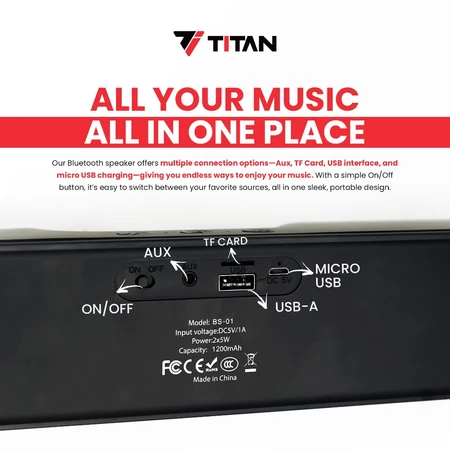 TITAN
ALL YOUR MUSIC
ALL IN ONE PLACE
Our Bluetooth speaker offers multiple connection options—Aux, TF Card, USB interface, and
micro USB charging—giving you endless ways to enjoy your music. With a simple On/Off
button, it's easy to switch between your favorite sources, all in one sleek, portable design.
AUX
TF CARD
MICRO
USB
ON/OFF
USB-A
ON OFF
AUX
USB
DC 5V
Model: BS-01
Input voltage:DC5V/1A
Power:2x5W
Capacity: 1200mAh
FC CE
Made in China